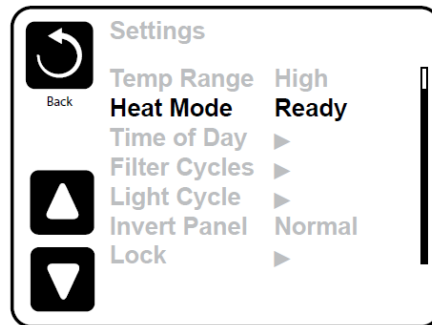 Settings
Back
Temp Range High
Heat Mode Ready
Time of Day ▶
Filter Cycles ▶
Light Cycle ▶
Invert Panel Normal
Lock ▶